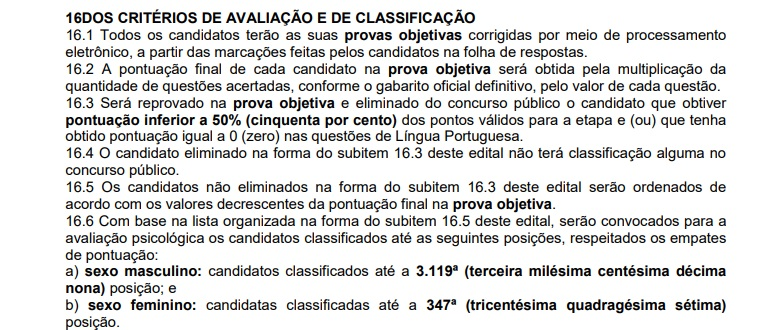 16DOS CRITÉRIOS DE AVALIAÇÃO E DE CLASSIFICAÇÃO
16.1 Todos os candidatos terão as suas provas objetivas corrigidas por meio de processamento
eletrônico, a partir das marcações feitas pelos candidatos na folha de respostas.
16.2 A pontuação final de cada candidato na prova objetiva será obtida pela multiplicação da
quantidade de questões acertadas, conforme o gabarito oficial definitivo, pelo valor de cada questão.
16.3 Será reprovado na prova objetiva e eliminado do concurso público o candidato que obtiver
pontuação inferior a 50% (cinquenta por cento) dos pontos válidos para a etapa e (ou) que tenha
obtido pontuação igual a 0 (zero) nas questões de Língua Portuguesa.
16.4 O candidato eliminado na forma do subitem 16.3 deste edital não terá classificação alguma no
concurso público.
16.5 Os candidatos não eliminados na forma do subitem 16.3 deste edital serão ordenados de
acordo com os valores decrescentes da pontuação final na prova objetiva.
16.6 Com base na lista organizada na forma do subitem 16.5 deste edital, serão convocados para a
avaliação psicológica os candidatos classificados até as seguintes posições, respeitados os empates
de pontuação:
a) sexo masculino: candidatos classificados até a 3.119ª (terceira milésima centésima décima
nona) posição; e
b) sexo feminino: candidatas classificadas até a 347ª (tricentésima quadragésima sétima)
posição.